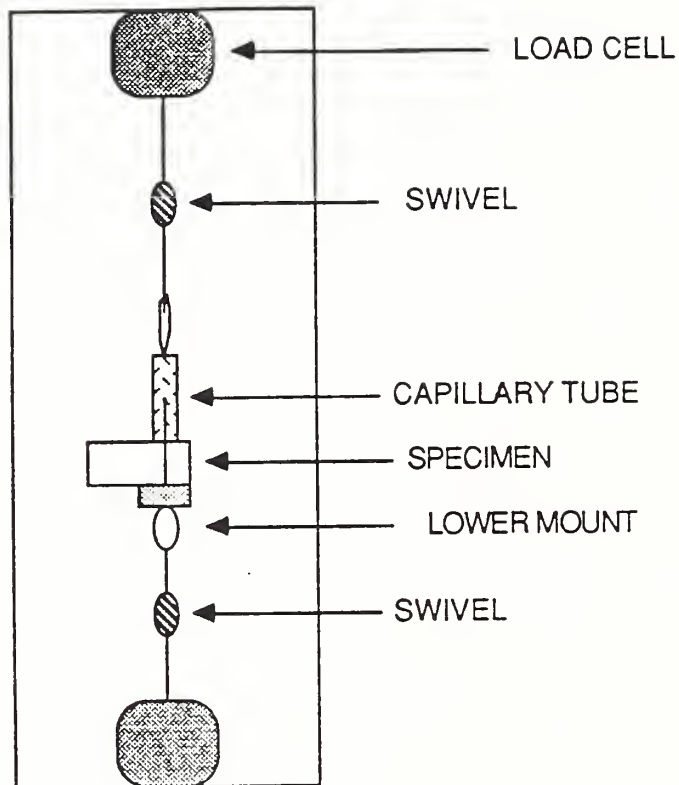 LOAD CELL
SWIVEL
CAPILLARY TUBE
SPECIMEN
LOWER MOUNT
SWIVEL